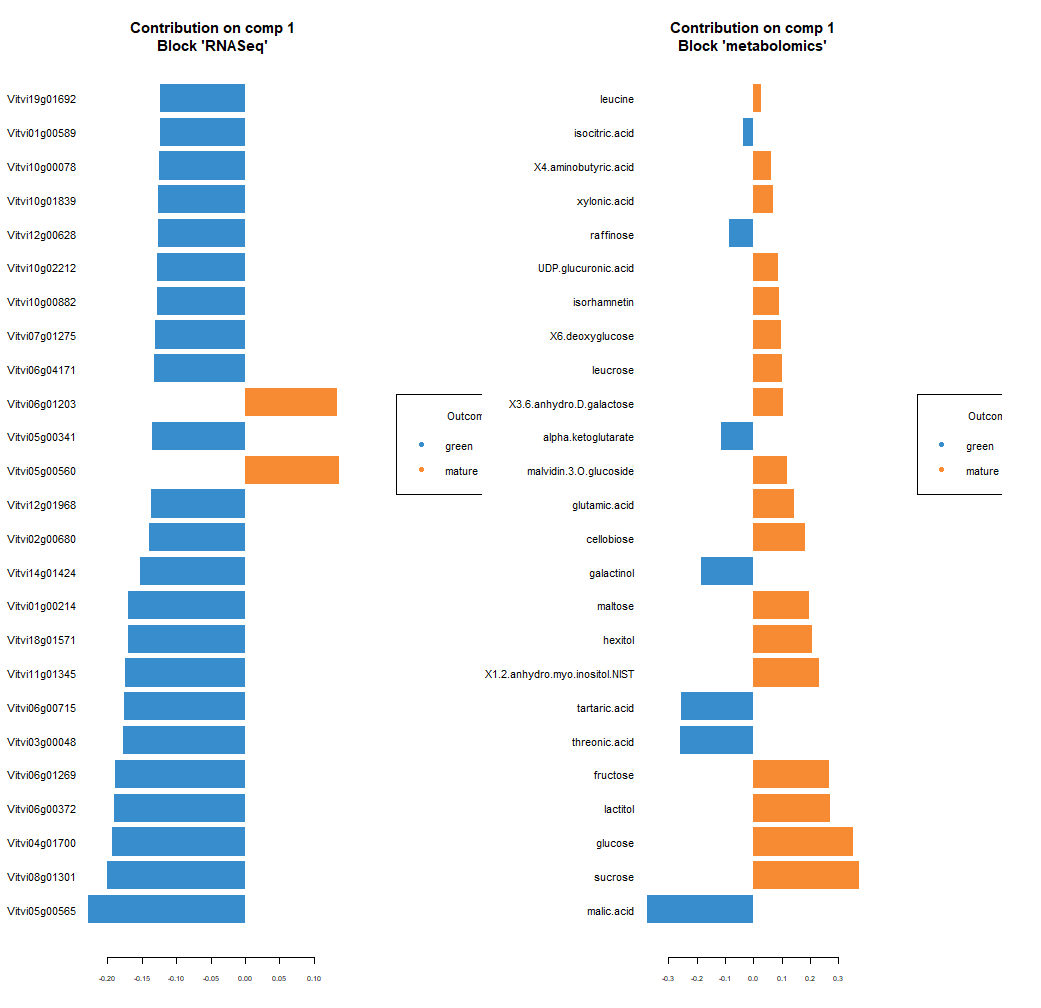 Contribution on comp 1
Block 'RNASeq'
Vitvi19g01692
Vitvi01g00589
Vitvi10g00078
Vitvi10g01839
Vitvi12g00628
Vitvi10g02212
Vitvi10g00882
Vitvi07g01275
Vitvi06g04171
Vitvi06g01203
Vitvi05g00341
Vitvi05g00560
Vitvi12g01968
Vitvi02g00680
Vitvi14g01424
Vitvi01g00214
Vitvi18g01571
Vitvi11g01345
Vitvi06g00715
Vitvi03g00048
Vitvi06g01269
Vitvi06g00372
Vitvi04g01700
Vitvi08g01301
Vitvi05g00565
-0.20 -0.15 -0.10 -0.05 0.00 0.05 0.10
Outcom
green
mature
Contribution on comp 1
Block 'metabolomics'
leucine
isocitric.acid
X4.aminobutyric.acid
xylonic.acid
raffinose
UDP.glucuronic.acid
isorhamnetin
X6.deoxyglucose
leucrose
X3.6.anhydro.D.galactose
alpha.ketoglutarate
malvidin.3.O.glucoside
glutamic.acid
cellobiose
galactinol
maltose
hexitol
X1.2.anhydro.myo.inositol.NIST
tartaric.acid
threonic.acid
fructose
lactitol
glucose
sucrose
malic.acid
-0.3 -0.2 -0.1 0.0 0.1 0.2 0.3
Outcom
green
mature